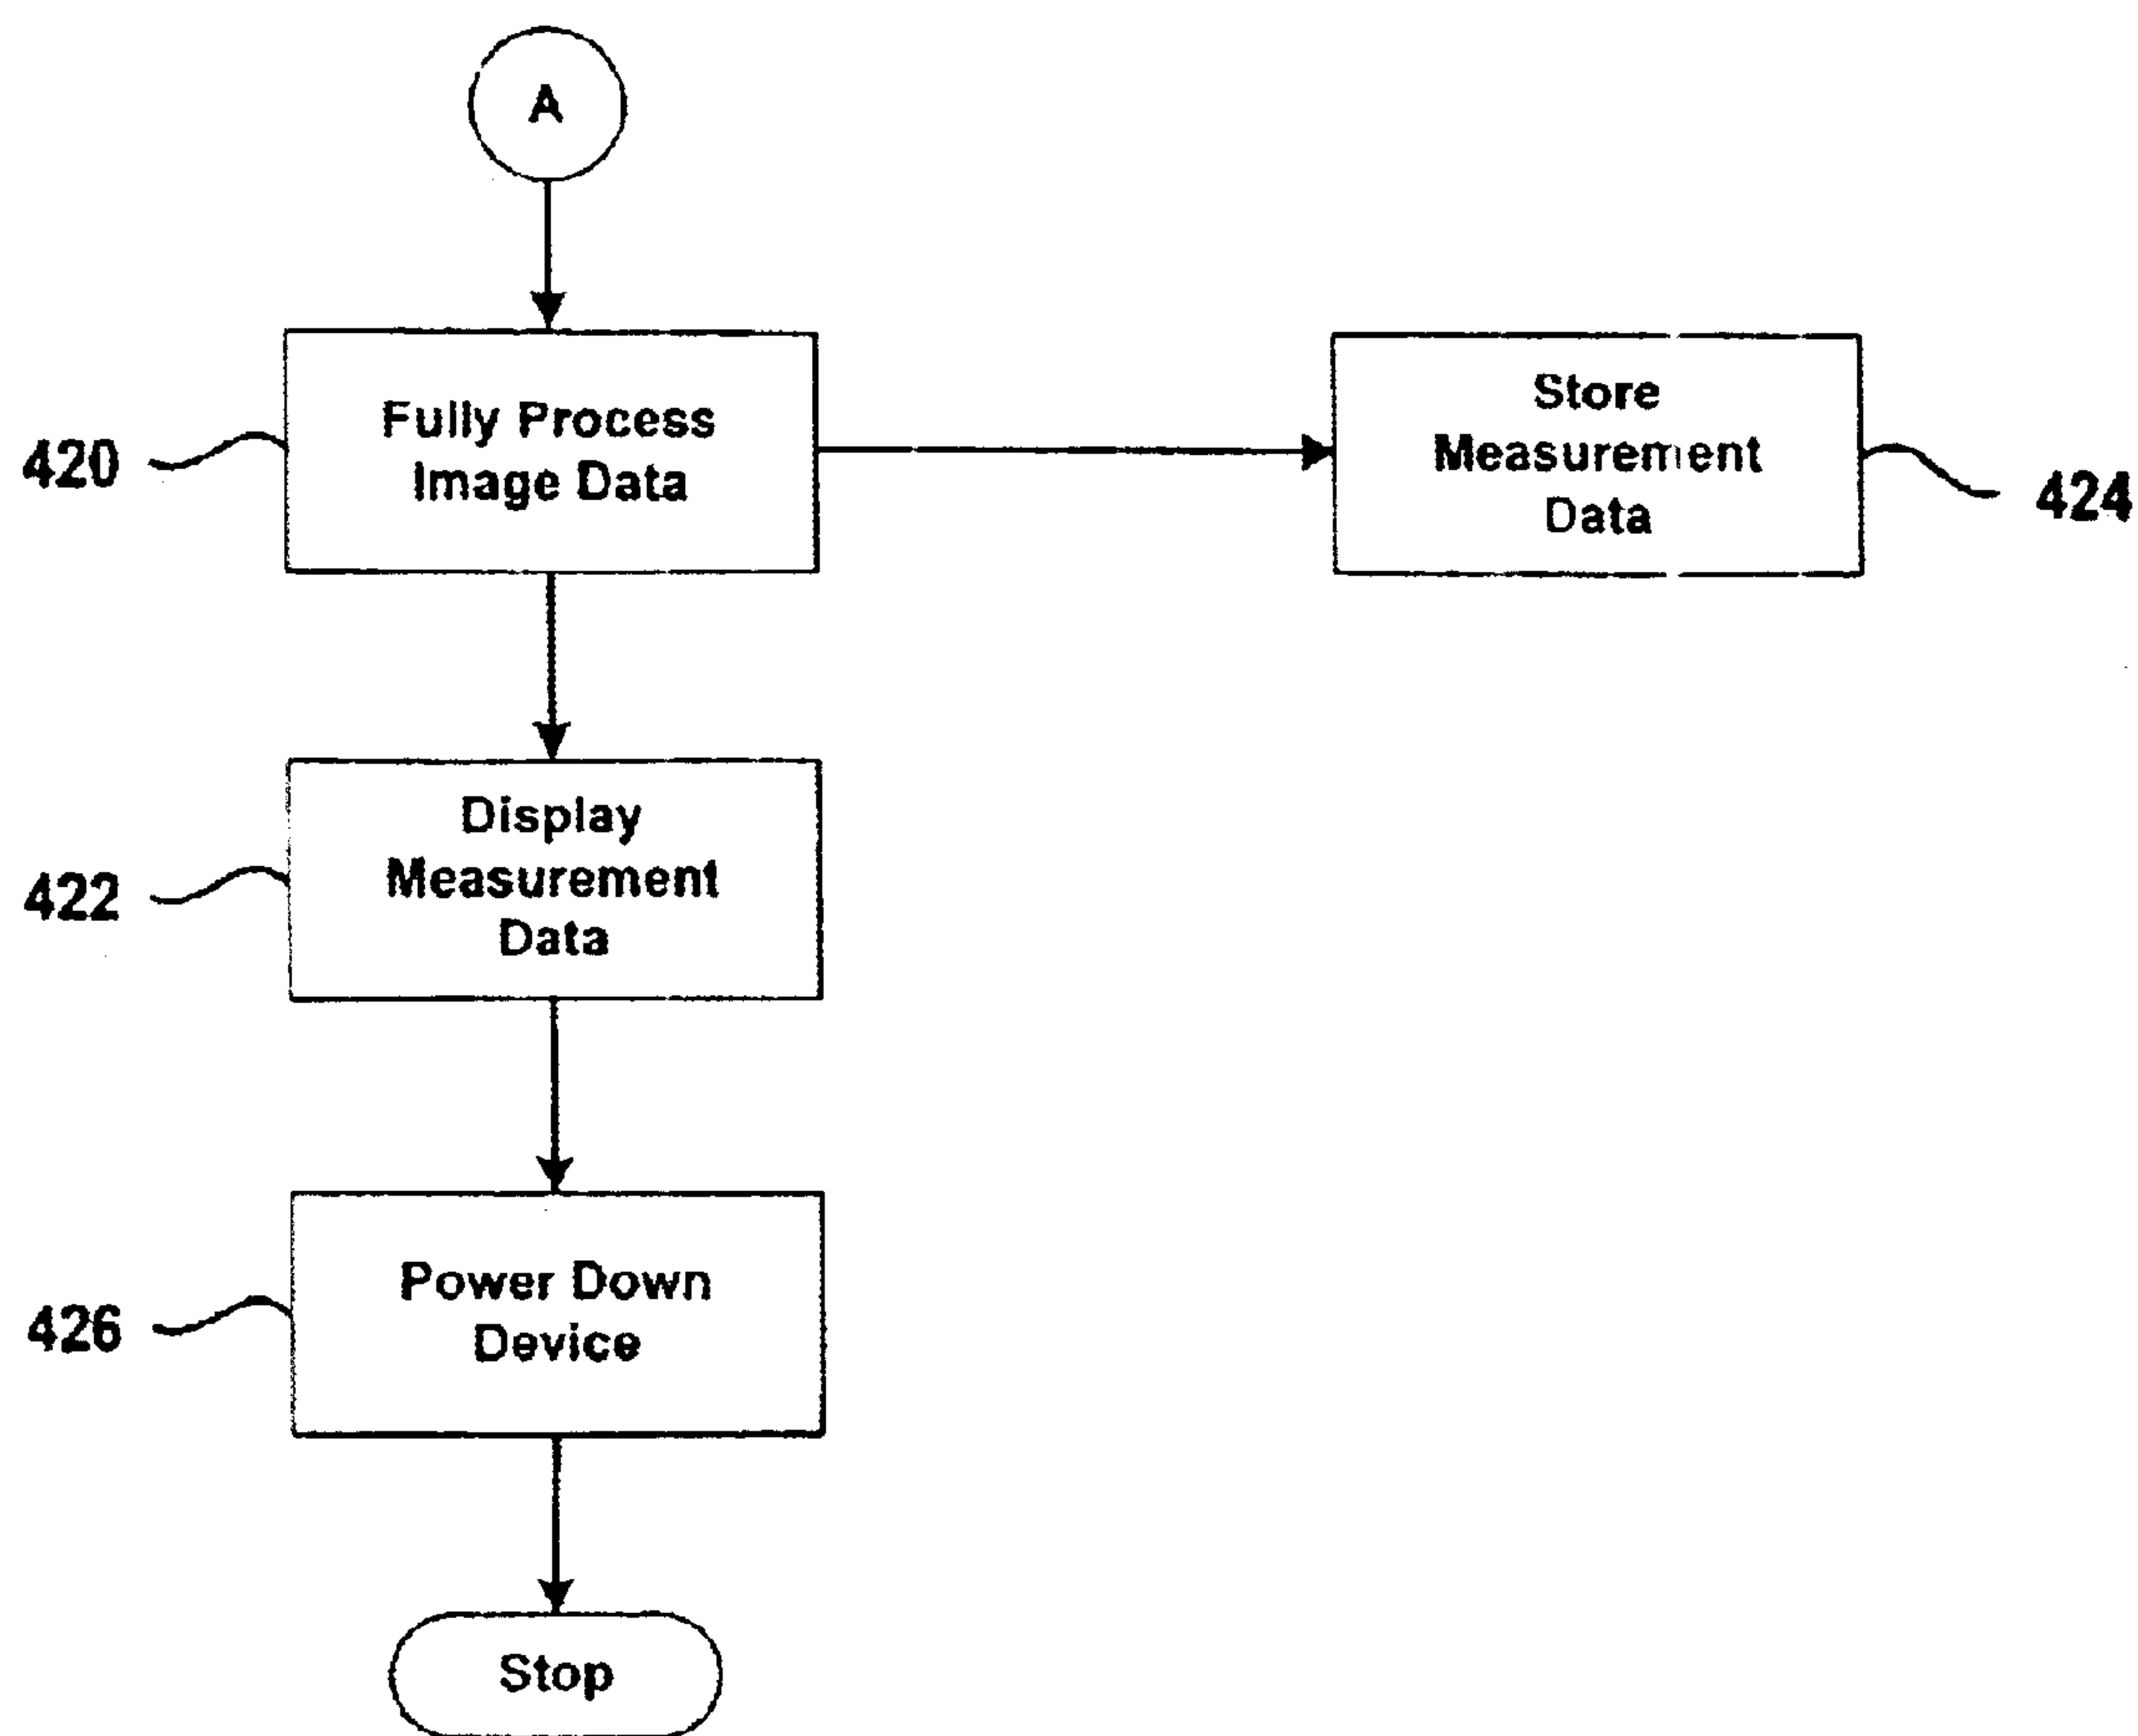 A
420
Fully Process
Image Data
Store
Measurement
Data
424
422
Display
Measurement
Data
426
Power Down
Device
Stop